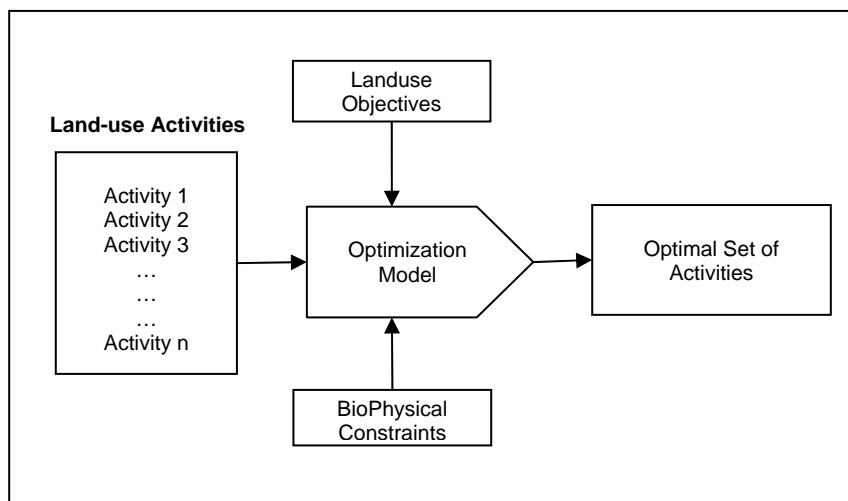 Landuse
Objectives
Land-use Activities
Activity 1
Activity 2
Activity 3
…
…
…
Activity n
Optimization
Model
Optimal Set of
Activities
BioPhysical
Constraints